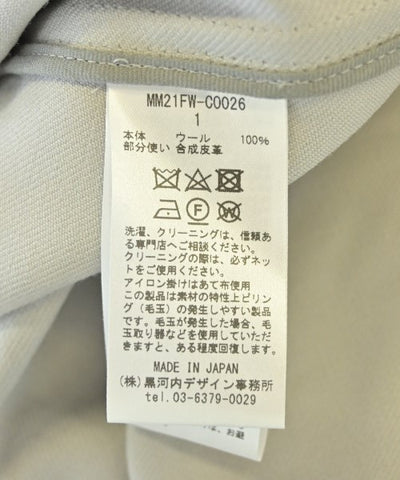 MM21FW-CO026
1
本体 ウール 100%
部分使い 合成皮革
F
W
洗濯、クリーニングは、信頼あ
る専門店へご相談ください。
クリーニングの際は、必ずネッ
トをご使用ください。
アイロン掛けはあて布使用
この製品は素材の特性上ピリン
グ（毛玉）の発生しやすい製品
です。毛玉が発生した場合、毛
玉取り器などを使用していただ
きますと、ある程度回復します。
MADE IN JAPAN
(株)黒河内デザイン事務所
tel.03-6379-0029
お避